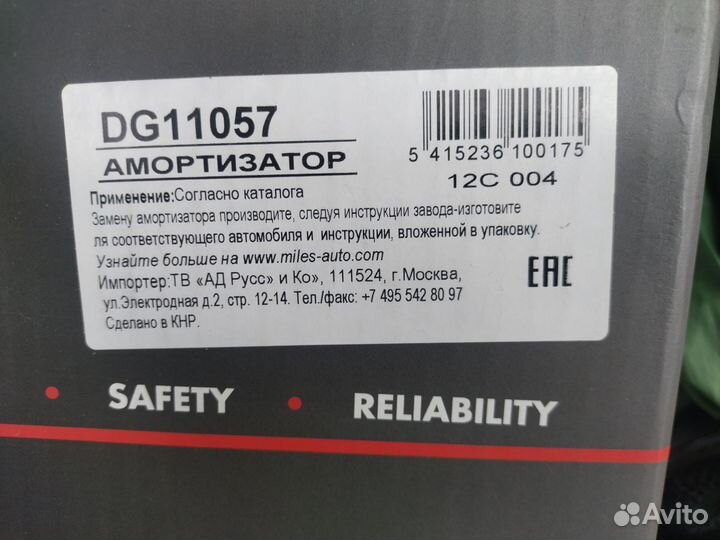 DG11057
АМОРТИЗАТОР
5 415236 100175
12C 004
Применение:Согласно каталога
Замену амортизатора производите, следуя инструкции завода-изготовите
ля соответствующего автомобиля и инструкции, вложенной в упаковку.
Узнайте больше на www.miles-auto.com
Импортер:ТВ «АД Русс» и Ко», 111524, г.Москва,
ул.Электродная д.2, стр. 12-14. Тел./факс: +7 495 542 80 97
Сделано в КНР.
EAC
• SAFETY • RELIABILITY
Avito